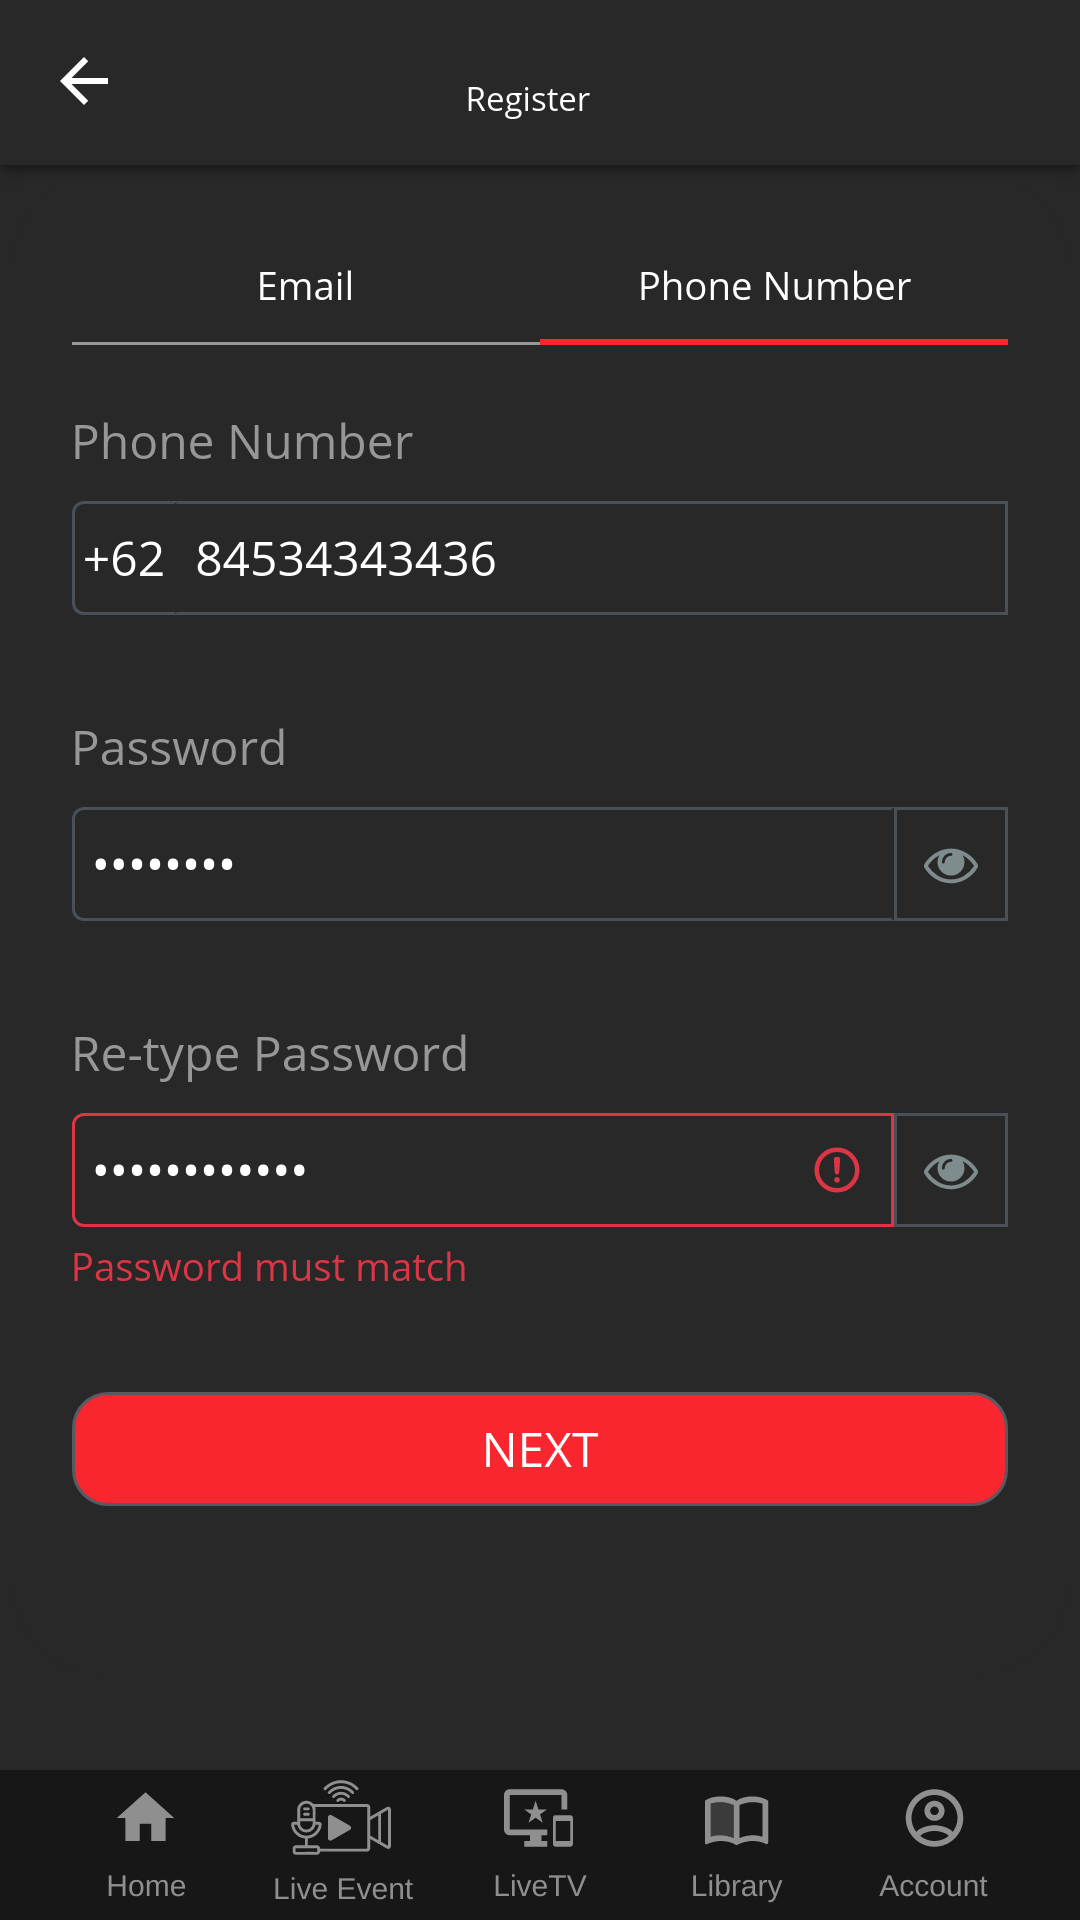 Register
Email Phone Number
Phone Number
+62 84534343436
Password
••••••••
Re-type Password
••••••••••••
Password must match
NEXT
Home Live Event LiveTV Library Account